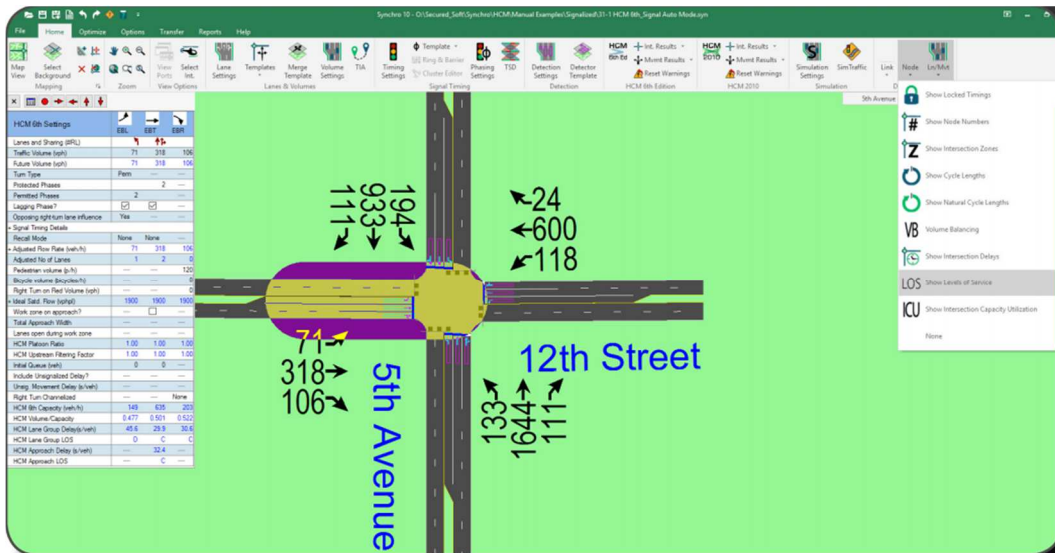 Synchro 10 - O:\Secured_Soft\Synchro\HCM\Manual Examples\Signalized\31-1 HCM 6th_Signal Auto Mode.syn
File Home Optimize Options Transfer Reports Help
Map View
Select Background
Mapping
Zoom
View Ports
Select Int.
View Options
Lane Settings
Templates
Merge Template
Volume Settings
TIA
Lanes & Volumes
Timing Settings
Template
Ring & Barrier
Cluster Editor
Phasing Settings
TSD
Signal Timing
Detection Settings
Detector Template
Detection
HCM 6th Ed
Int. Results
Mvmt Results
Reset Warnings
HCM 6th Edition
HCM 2010
Int. Results
Mvmt Results
Reset Warnings
HCM 2010
Simulation Settings
SimTraffic
Simulation
Link
Node
Ln/Mvt
D
5th Avenue
Show Locked Timings
# Show Node Numbers
Z Show Intersection Zones
Show Cycle Lengths
Show Natural Cycle Lengths
VB Volume Balancing
Show Intersection Delays
LOS Show Levels of Service
ICU Show Intersection Capacity Utilization
None
HCM 6th Settings EBL EBT EBR
Lanes and Sharing (#RL)
Traffic Volume (vph) 71 318 106
Future Volume (vph) 71 318 106
Turn Type Perm — —
Protected Phases 2 —
Permitted Phases 2 —
Lagging Phase? —
Opposing right-turn lane influence Yes — —
Signal Timing Details
Recall Mode None None —
Adjusted Flow Rate (veh/h) 71 318 106
Adjusted No of Lanes 1 2 0
Pedestrian volume (p/h) — — 120
Bicycle volume (bicycles/h) — — 0
Right Turn on Red Volume (vph) — — 0
Ideal Satd. Flow (vphpl) 1900 1900 1900
Work zone on approach? — —
Total Approach Width — — —
Lanes open during work zone — — —
HCM Platoon Ratio 1.00 1.00 1.00
HCM Upstream Filtering Factor 1.00 1.00 1.00
Initial Queue (veh) 0 0 —
Include Unsignalized Delay? — — —
Unsig. Movement Delay (s/veh) — — —
Right Turn Channelized — — None
HCM 6th Capacity (veh/h) 149 635 203
HCM Volume/Capacity 0.477 0.501 0.522
HCM Lane Group Delay(s/veh) 45.6 29.9 30.6
HCM Lane Group LOS D C C
HCM Approach Delay (s/veh) — 32.4 —
HCM Approach LOS — C —
111
933
194
24
600
118
71
318
106
133
1644
111
12th Street
5th Avenue